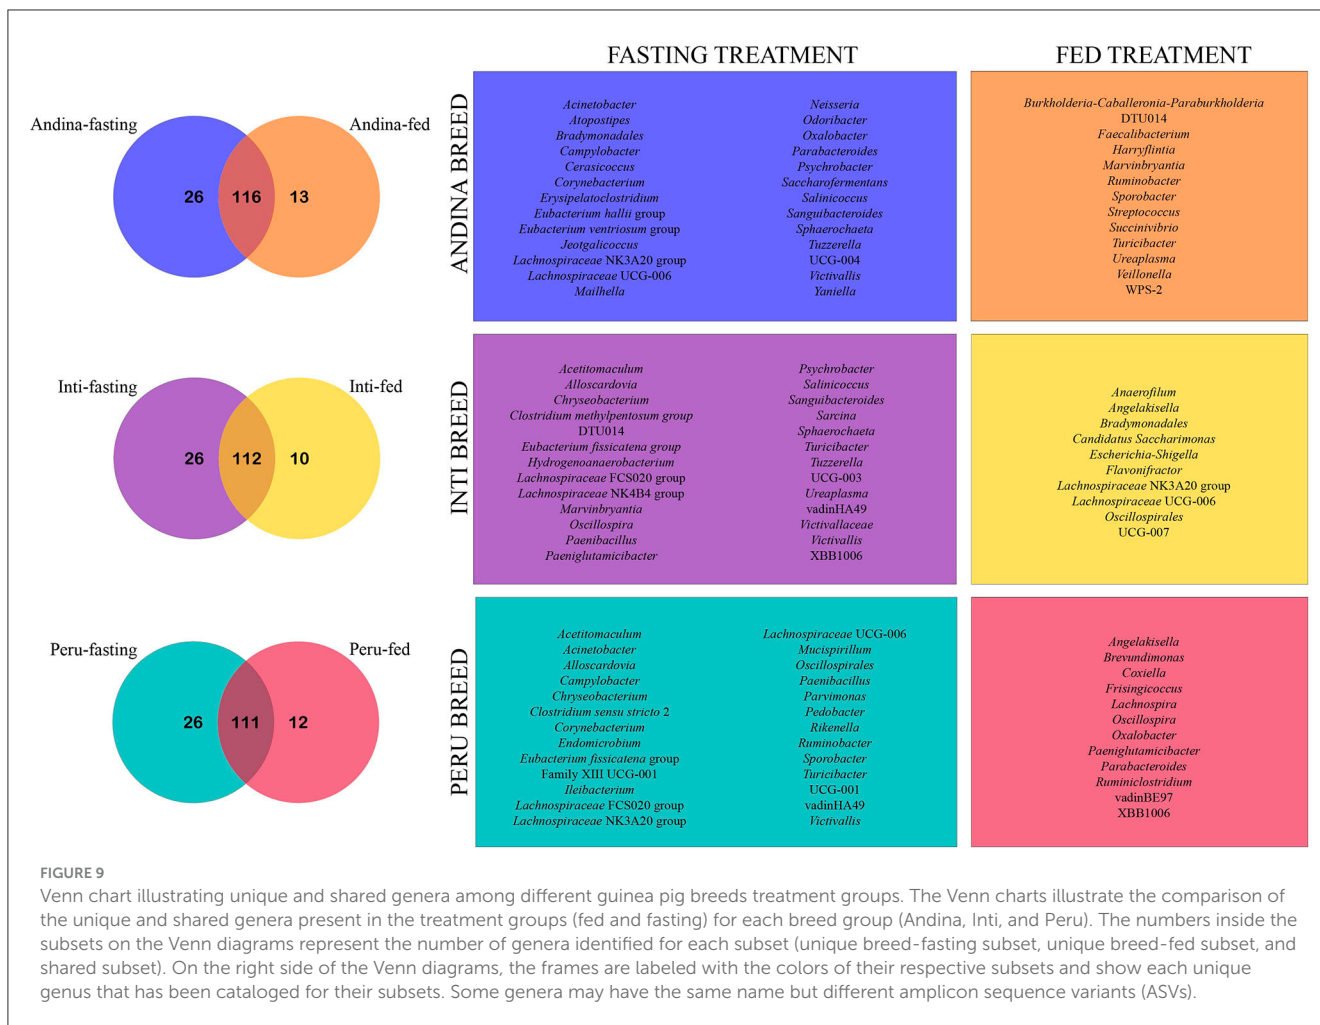 FASTING TREATMENT
FED TREATMENT
Andina-fasting
Andina-fed
26
116
13
ANDINA BREED
Acinetobacter
Atopostipes
Bradymonadales
Campylobacter
Cerasicoccus
Corynebacterium
Erysipelatoclostridium
Eubacterium hallii group
Eubacterium ventriosum group
Jeotgalicoccus
Lachnospiraceae NK3A20 group
Lachnospiraceae UCG-006
Mailhella
Neisseria
Odoribacter
Oxalobacter
Parabacteroides
Psychrobacter
Saccharofermentans
Salinicoccus
Sanguibacteroides
Sphaerochaeta
Tuzzerella
UCG-004
Victivallis
Yaniella
Burkholderia-Caballeronia-Paraburkholderia
DTU014
Faecalibacterium
Harryflintia
Marvinbryantia
Ruminobacter
Sporobacter
Streptococcus
Succinivibrio
Turicibacter
Ureaplasma
Veillonella
WPS-2
Inti-fasting
Inti-fed
26
112
10
INTI BREED
Acetitomaculum
Alloscardovia
Chryseobacterium
Clostridium methylpentosum group
DTU014
Eubacterium fissicatena group
Hydrogenoanaerobacterium
Lachnospiraceae FCS020 group
Lachnospiraceae NK4B4 group
Marvinbryantia
Oscillospira
Paenibacillus
Paeniglutamicibacter
Psychrobacter
Salinicoccus
Sanguibacteroides
Sarcina
Sphaerochaeta
Turicibacter
Tuzzerella
UCG-003
Ureaplasma
vadinHA49
Victivallaceae
Victivallis
XBB1006
Anaerofilum
Angelakisella
Bradymonadales
Candidatus Saccharimonas
Escherichia-Shigella
Flavonifractor
Lachnospiraceae NK3A20 group
Lachnospiraceae UCG-006
Oscillospirales
UCG-007
Peru-fasting
Peru-fed
26
111
12
PERU BREED
Acetitomaculum
Acinetobacter
Alloscardovia
Campylobacter
Chryseobacterium
Clostridium sensu stricto 2
Corynebacterium
Endomicrobium
Eubacterium fissicatena group
Family XIII UCG-001
Ileibacterium
Lachnospiraceae FCS020 group
Lachnospiraceae NK3A20 group
Lachnospiraceae UCG-006
Mucispirillum
Oscillospirales
Paenibacillus
Parvimonas
Pedobacter
Rikenella
Ruminobacter
Sporobacter
Turicibacter
UCG-001
vadinHA49
Victivallis
Angelakisella
Brevundimonas
Coxiella
Frisingicoccus
Lachnospira
Oscillospira
Oxalobacter
Paeniglutamicibacter
Parabacteroides
Ruminiclostridium
vadinBE97
XBB1006
FIGURE 9
Venn chart illustrating unique and shared genera among different guinea pig breeds treatment groups. The Venn charts illustrate the comparison of
the unique and shared genera present in the treatment groups (fed and fasting) for each breed group (Andina, Inti, and Peru). The numbers inside the
subsets on the Venn diagrams represent the number of genera identified for each subset (unique breed-fasting subset, unique breed-fed subset, and
shared subset). On the right side of the Venn diagrams, the frames are labeled with the colors of their respective subsets and show each unique
genus that has been cataloged for their subsets. Some genera may have the same name but different amplicon sequence variants (ASVs).